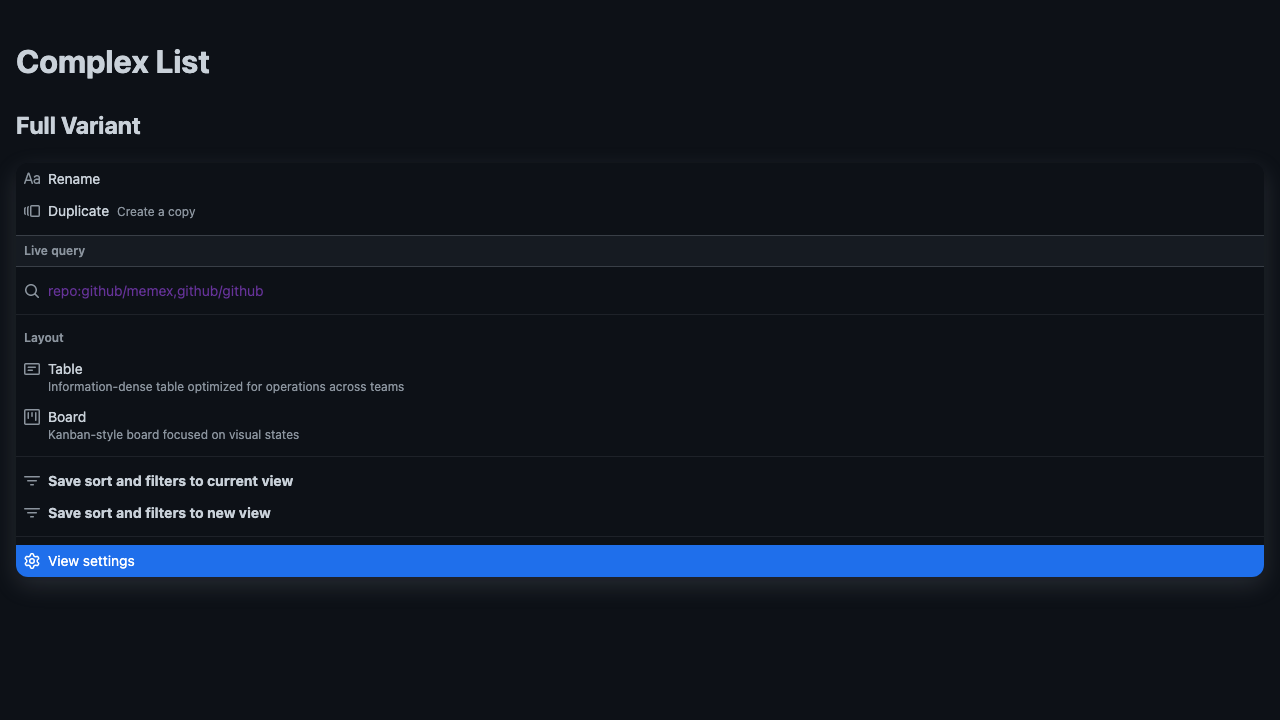 Complex List
Full Variant
Aa Rename
Duplicate Create a copy
Live query
repo:github/memex,github/github
Layout
Table
Information-dense table optimized for operations across teams
Board
Kanban-style board focused on visual states
Save sort and filters to current view
Save sort and filters to new view
View settings